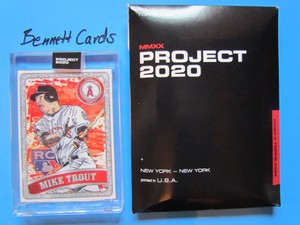 Bennett Cards
PROJECT
2020
RC
MIKE TROUT
MMXX
PROJECT
2020
NEW YORK – NEW YORK
U.S.A.